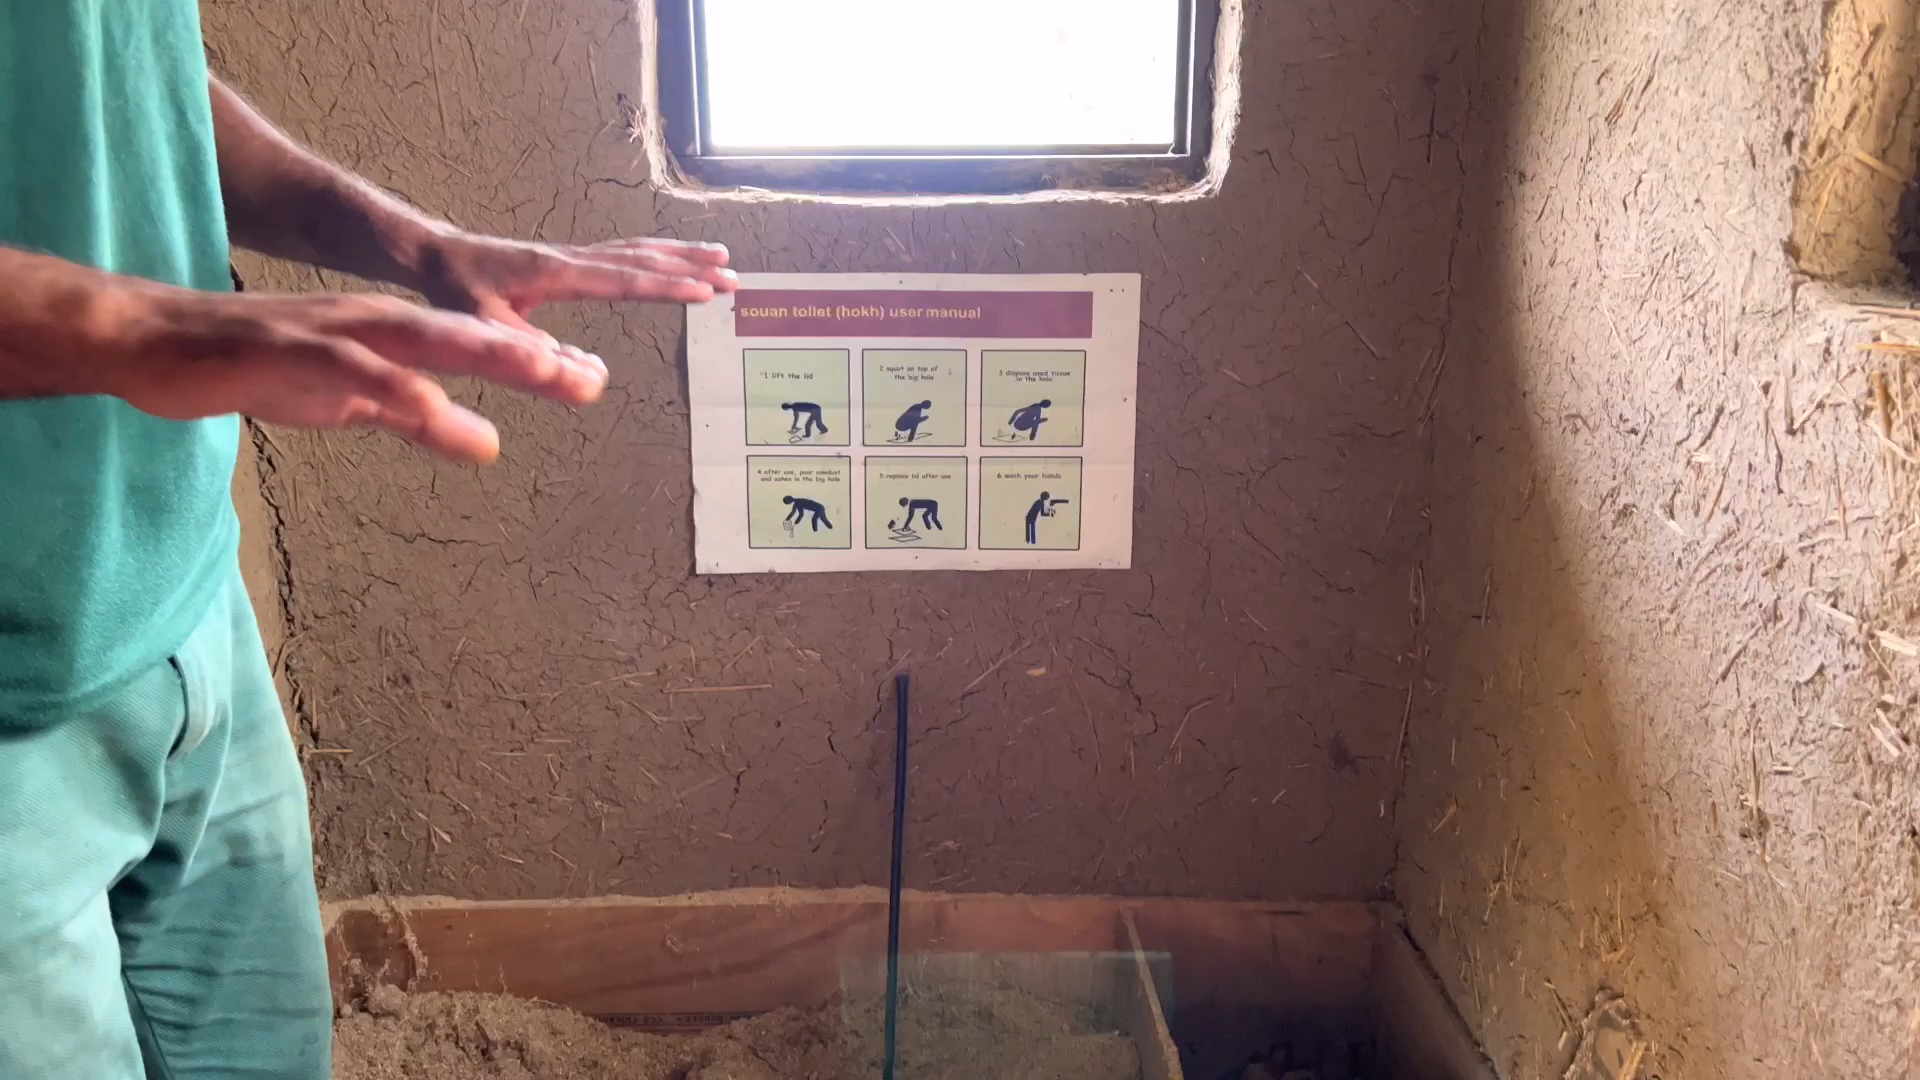 souan toilet (hokh) user manual
1 lift the lid
2 squat on top of
the big hole
3 dispose used tissue
in the hole
4 after use, pour sawdust
and ashes in the big hole
5 replace lid after use
6 wash your hands